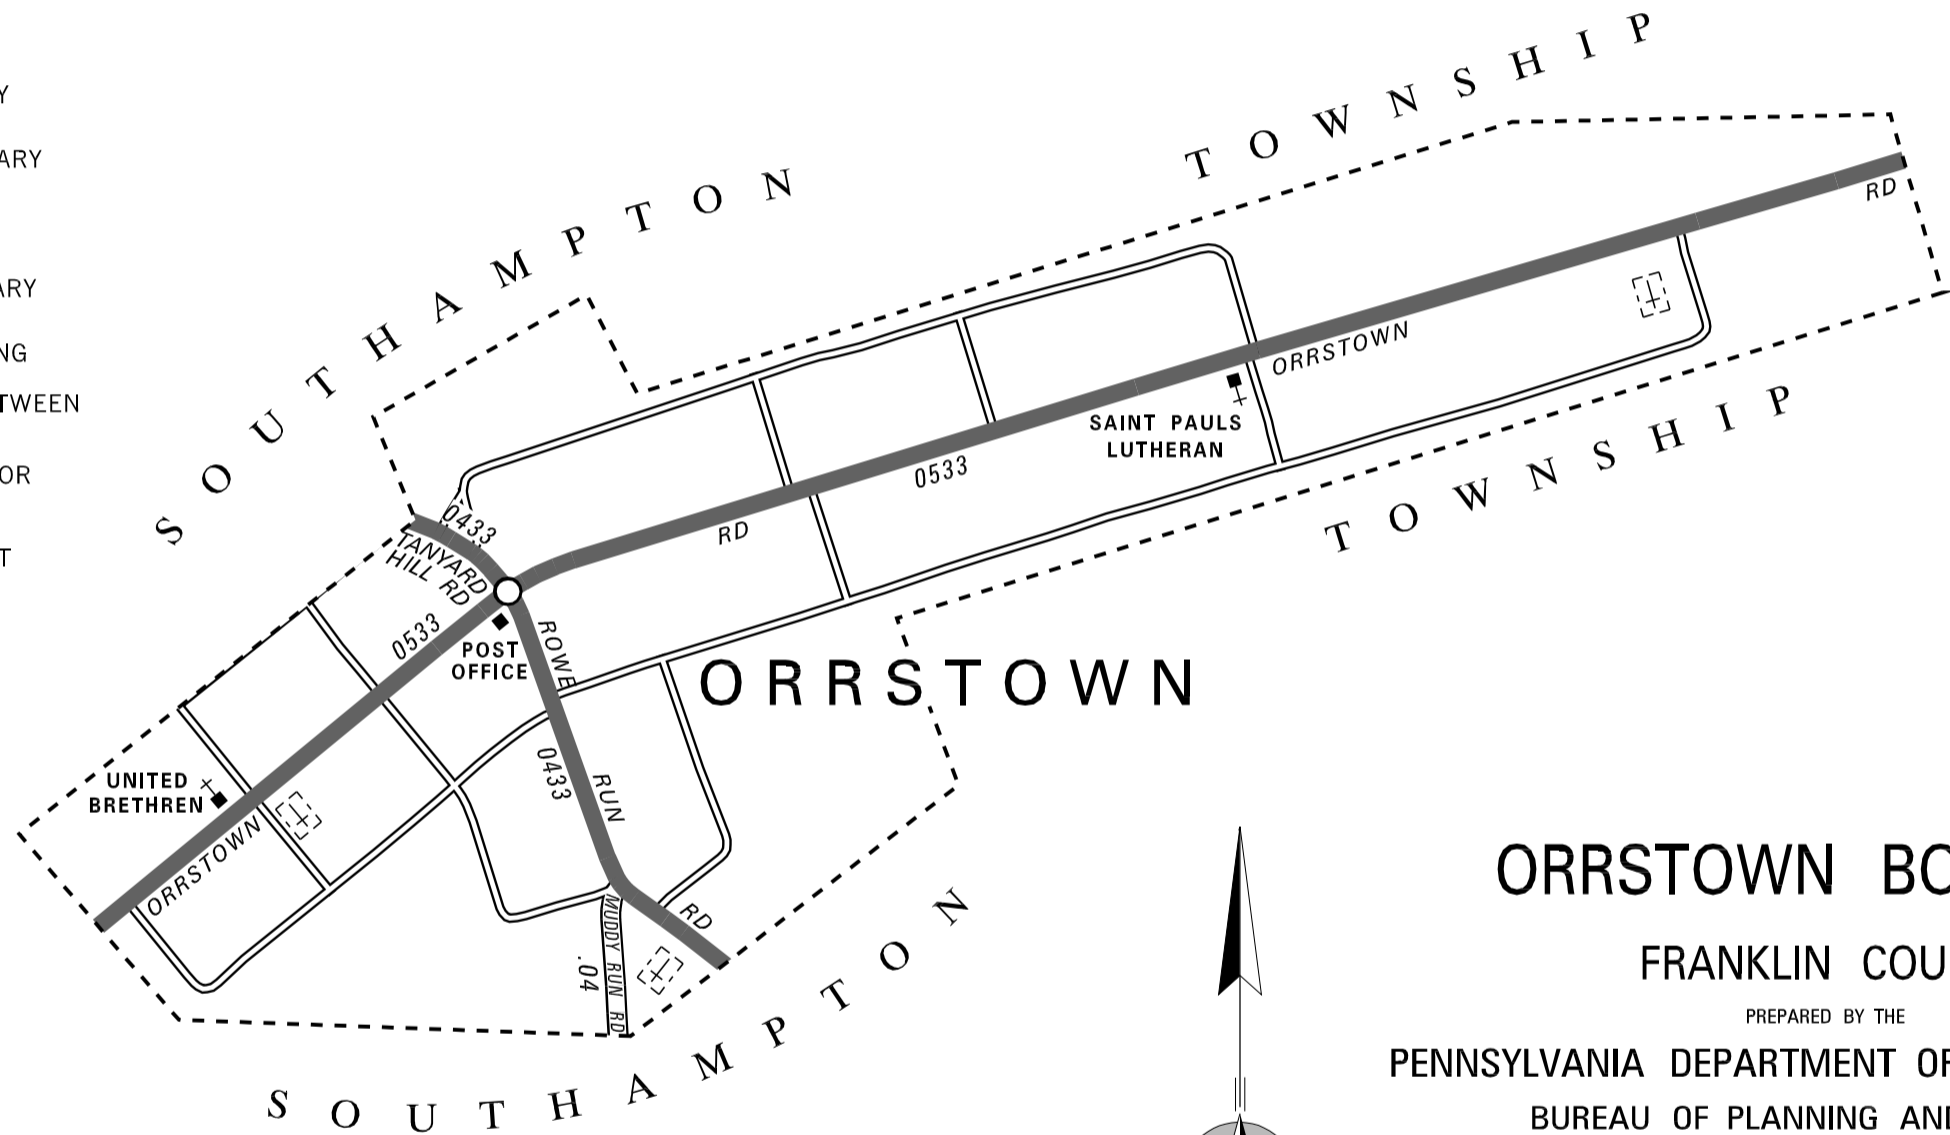 Y
ARY
ARY
NG
TWEEN
OR
T
SOUTHAMPTON TOWNSHIP
RD
ORRSTOWN
SAINT PAULS
LUTHERAN
0533
RD
0433
TANYARD
HILL RD
0533
POST
OFFICE
ROWE
ORRSTOWN
TOWNSHIP
UNITED
BRETHREN
ORRSTOWN
0433
RUN
RD
MUDDY RUN RD
.04
SOUTHAMPTON
ORRSTOWN BO
FRANKLIN COU
PREPARED BY THE
PENNSYLVANIA DEPARTMENT OF
BUREAU OF PLANNING AN